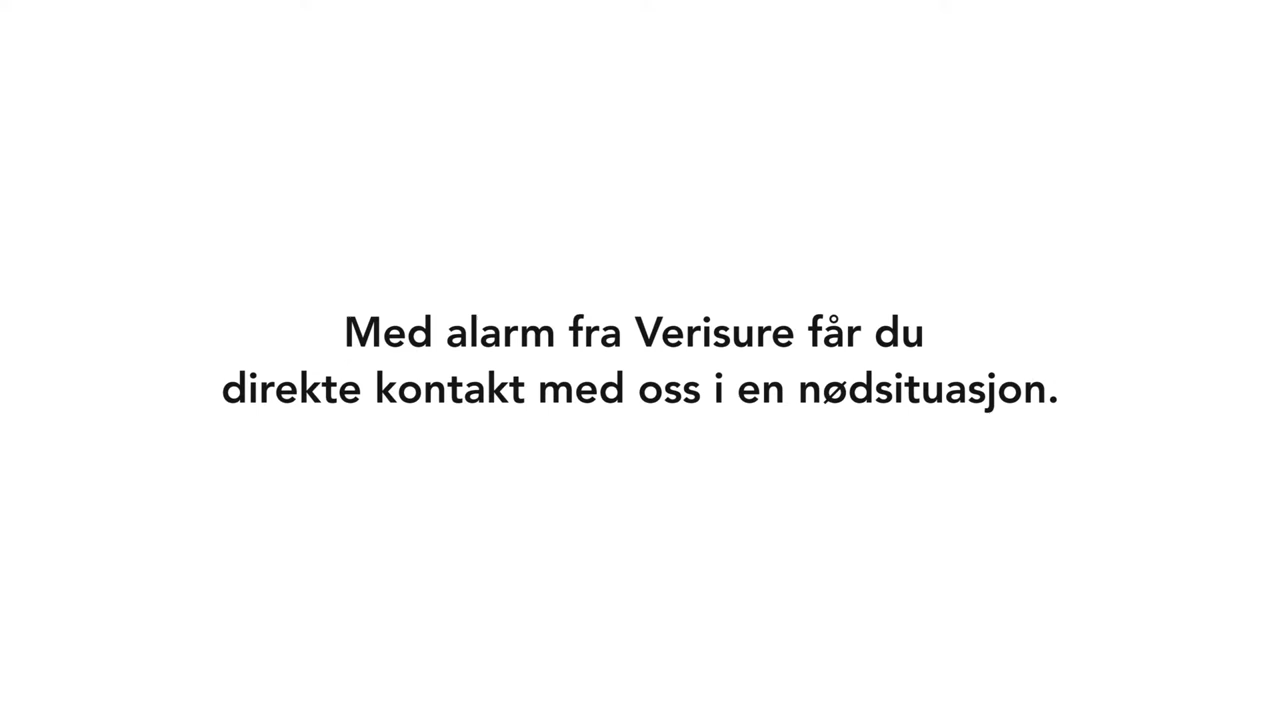 Med alarm fra Verisure får du
direkte kontakt med oss i en nødsituasjon.